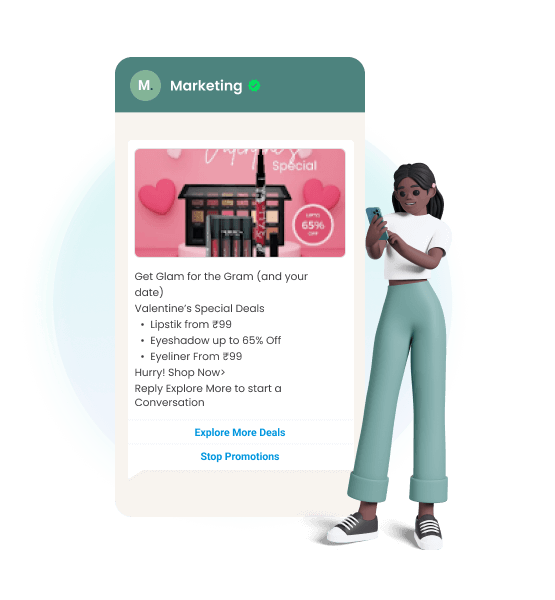 M.
Marketing
Valentine's
Special
UPTO
65%
OFF
Get Glam for the Gram (and your
date)
Valentine’s Special Deals
• Lipstik from ₹99
• Eyeshadow up to 65% Off
• Eyeliner From ₹99
Hurry! Shop Now>
Reply Explore More to start a
Conversation
Explore More Deals
Stop Promotions